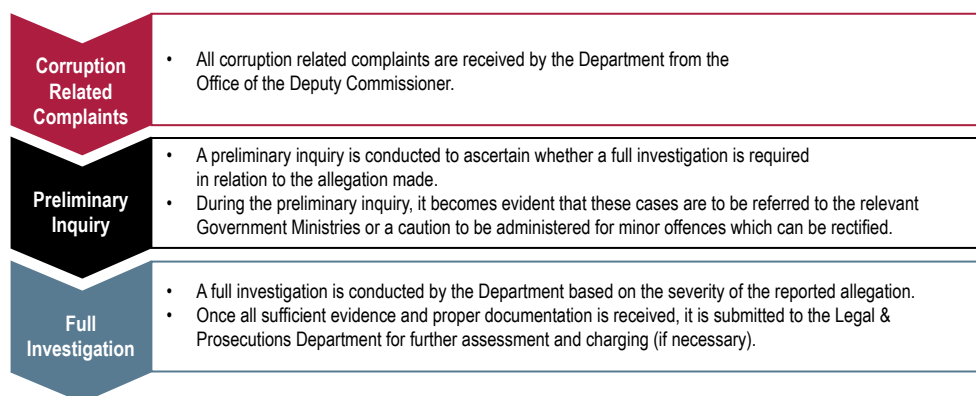 Corruption
Related
Complaints
• All corruption related complaints are received by the Department from the
Office of the Deputy Commissioner.
Preliminary
Inquiry
• A preliminary inquiry is conducted to ascertain whether a full investigation is required
in relation to the allegation made.
• During the preliminary inquiry, it becomes evident that these cases are to be referred to the relevant
Government Ministries or a caution to be administered for minor offences which can be rectified.
Full
Investigation
• A full investigation is conducted by the Department based on the severity of the reported allegation.
• Once all sufficient evidence and proper documentation is received, it is submitted to the Legal &
Prosecutions Department for further assessment and charging (if necessary).